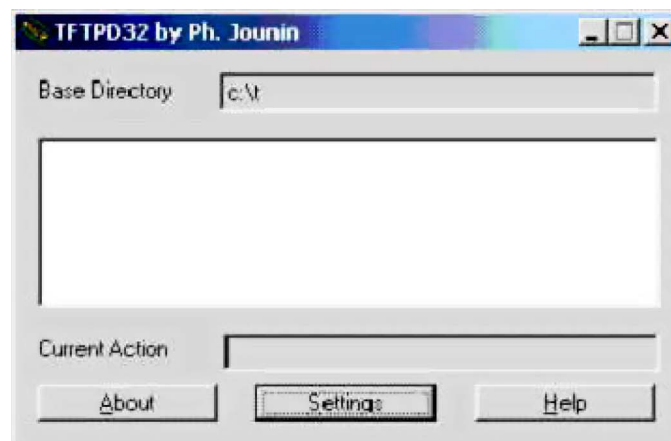 TFTPD32 by Ph. Jounin
Base Directory c:\t
Current Action
About Settings Help